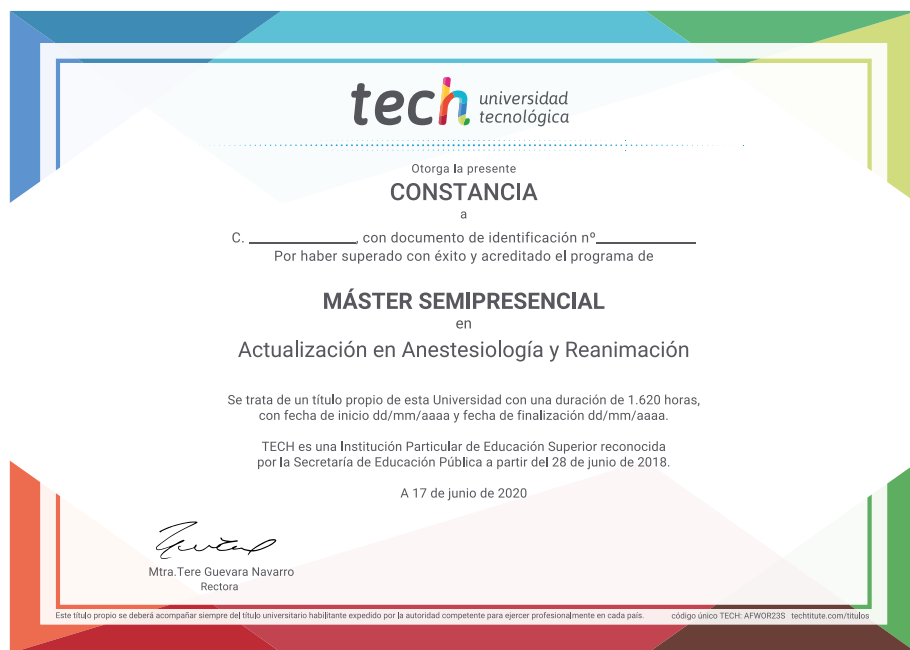 tech universidad
tecnológica
Otorga la presente
CONSTANCIA
a
C. ____________, con documento de identificación nº____________
Por haber superado con éxito y acreditado el programa de
MÁSTER SEMIPRESENCIAL
en
Actualización en Anestesiología y Reanimación
Se trata de un título propio de esta Universidad con una duración de 1.620 horas,
con fecha de inicio dd/mm/aaaa y fecha de finalización dd/mm/aaaa.
TECH es una Institución Particular de Educación Superior reconocida
por la Secretaría de Educación Pública a partir del 28 de junio de 2018.
A 17 de junio de 2020
Mtra.Tere Guevara Navarro
Rectora
Este título propio se deberá acompañar siempre del título universitario habilitante expedido por la autoridad competente para ejercer profesionalmente en cada país. código único TECH: AFWOR23S techtitute.com/títulos